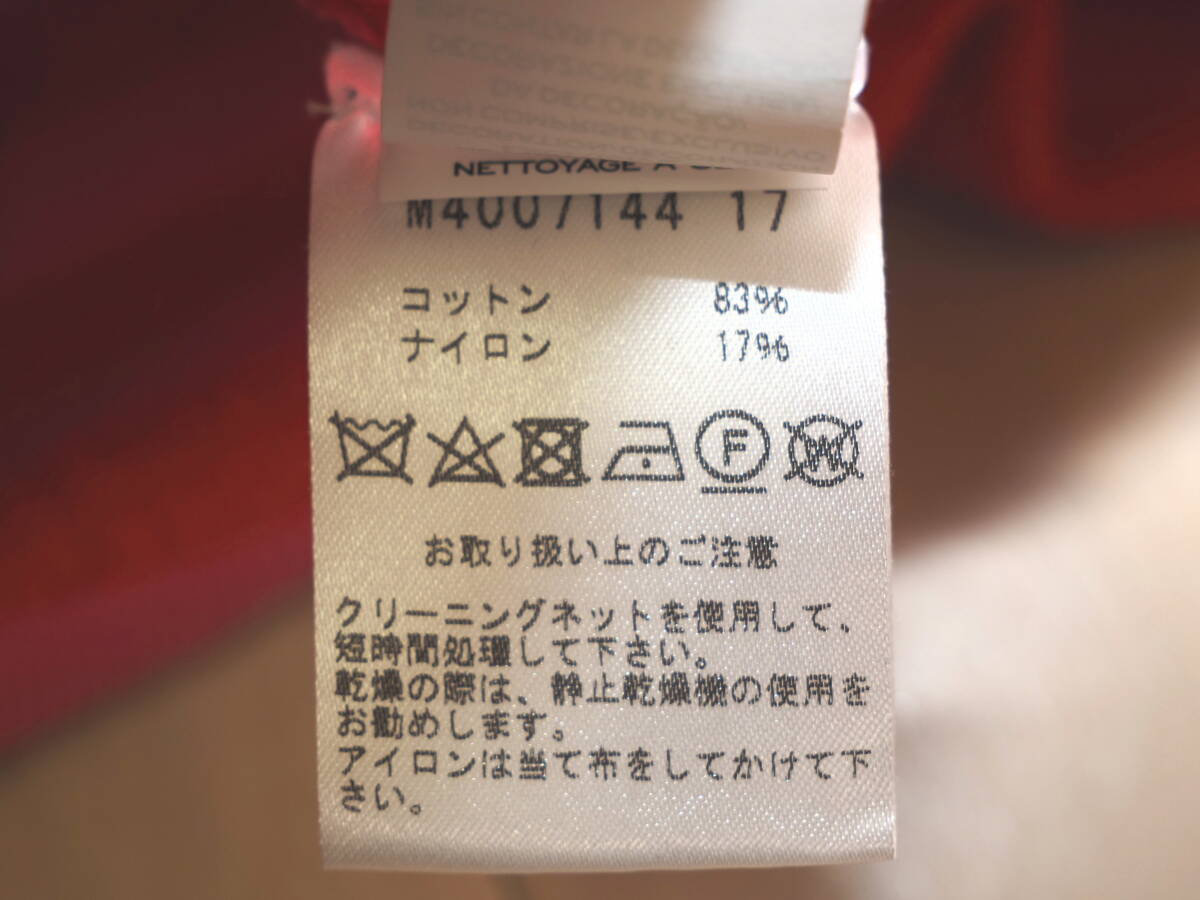 NETTOYAGE A
M4007144 17
コットン 83%
ナイロン 17%
F
W
お取り扱い上のご注意
クリーニングネットを使用して、
短時間処理して下さい。
乾燥の際は、静止乾燥機の使用を
お勧めします。
アイロンは当て布をしてかけて下
さい。